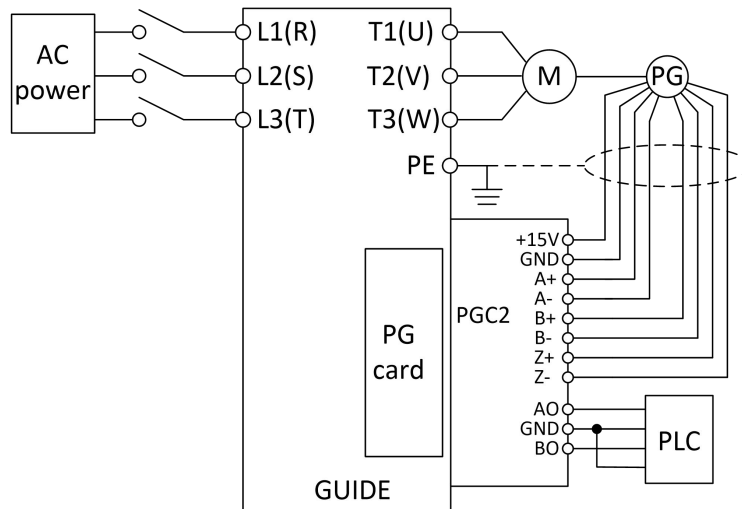 AC
power
L1(R)
T1(U)
L2(S)
T2(V)
L3(T)
T3(W)
M
PG
PE
+15V
GND
A+
A-
B+
B-
Z+
Z-
PGC2
PG
card
AO
GND
BO
PLC
GUIDE